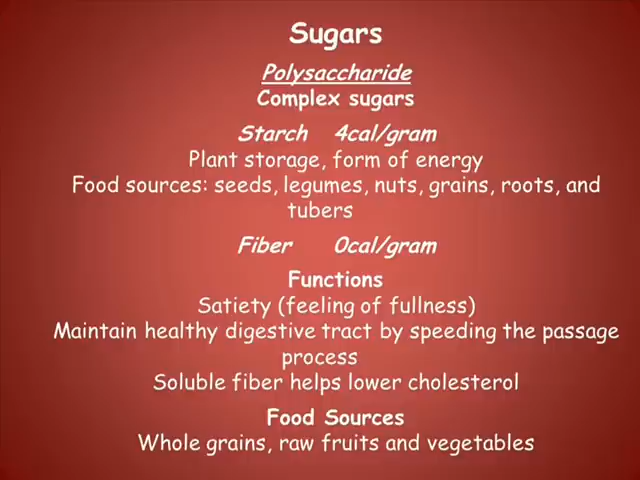 Sugars
Polysaccharide
Complex sugars
Starch 4cal/gram
Plant storage, form of energy
Food sources: seeds, legumes, nuts, grains, roots, and
tubers
Fiber 0cal/gram
Functions
Satiety (feeling of fullness)
Maintain healthy digestive tract by speeding the passage
process
Soluble fiber helps lower cholesterol
Food Sources
Whole grains, raw fruits and vegetables